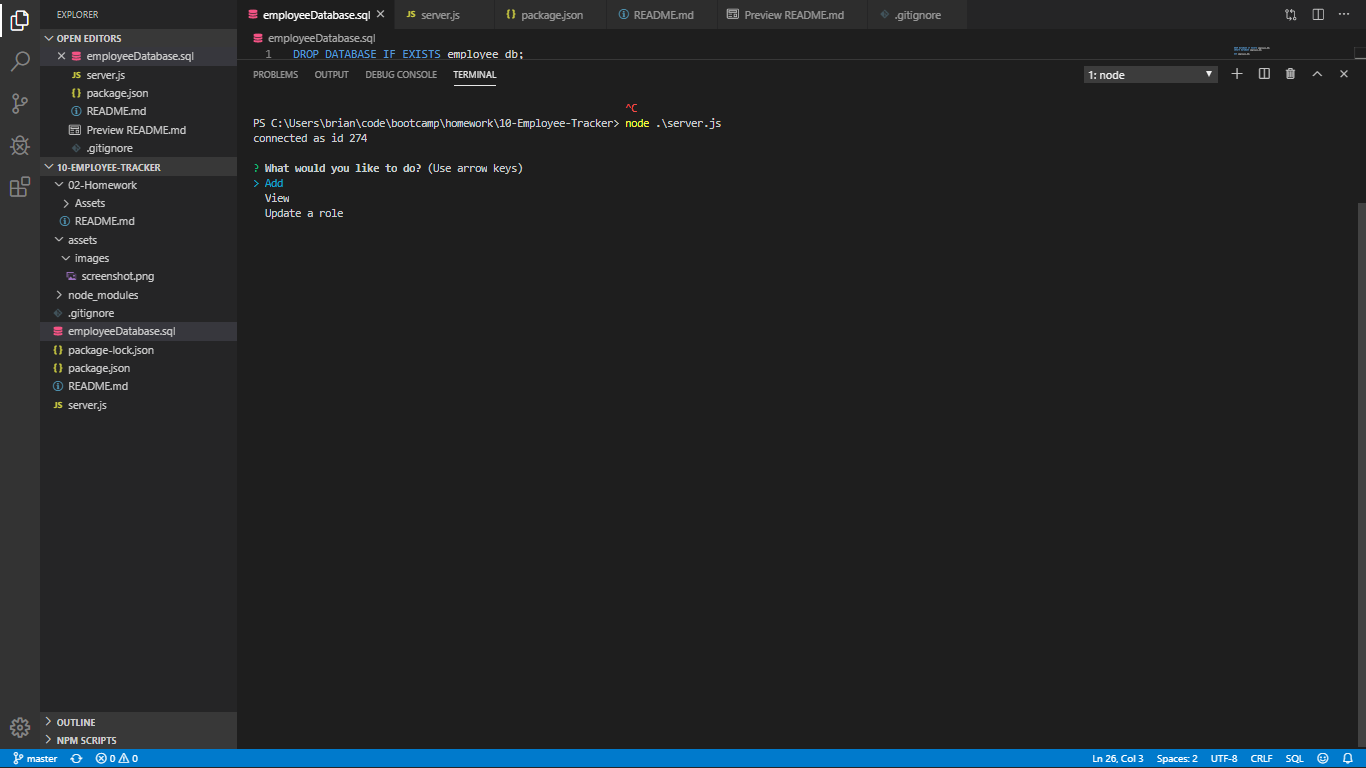 EXPLORER
OPEN EDITORS
employeeDatabase.sql
server.js
package.json
README.md
Preview README.md
.gitignore
10-EMPLOYEE-TRACKER
02-Homework
Assets
README.md
assets
images
screenshot.png
node_modules
.gitignore
employeeDatabase.sql
package-lock.json
package.json
README.md
server.js
OUTLINE
NPM SCRIPTS
employeeDatabase.sql server.js package.json README.md Preview README.md .gitignore
employeeDatabase.sql
1 DROP DATABASE IF EXISTS employee_db;
PROBLEMS OUTPUT DEBUG CONSOLE TERMINAL 1: node
^C
PS C:\Users\brian\code\bootcamp\homework\10-Employee-Tracker> node .\server.js
connected as id 274
? What would you like to do? (Use arrow keys)
> Add
View
Update a role
master 0 0 Ln 26, Col 3 Spaces: 2 UTF-8 CRLF SQL